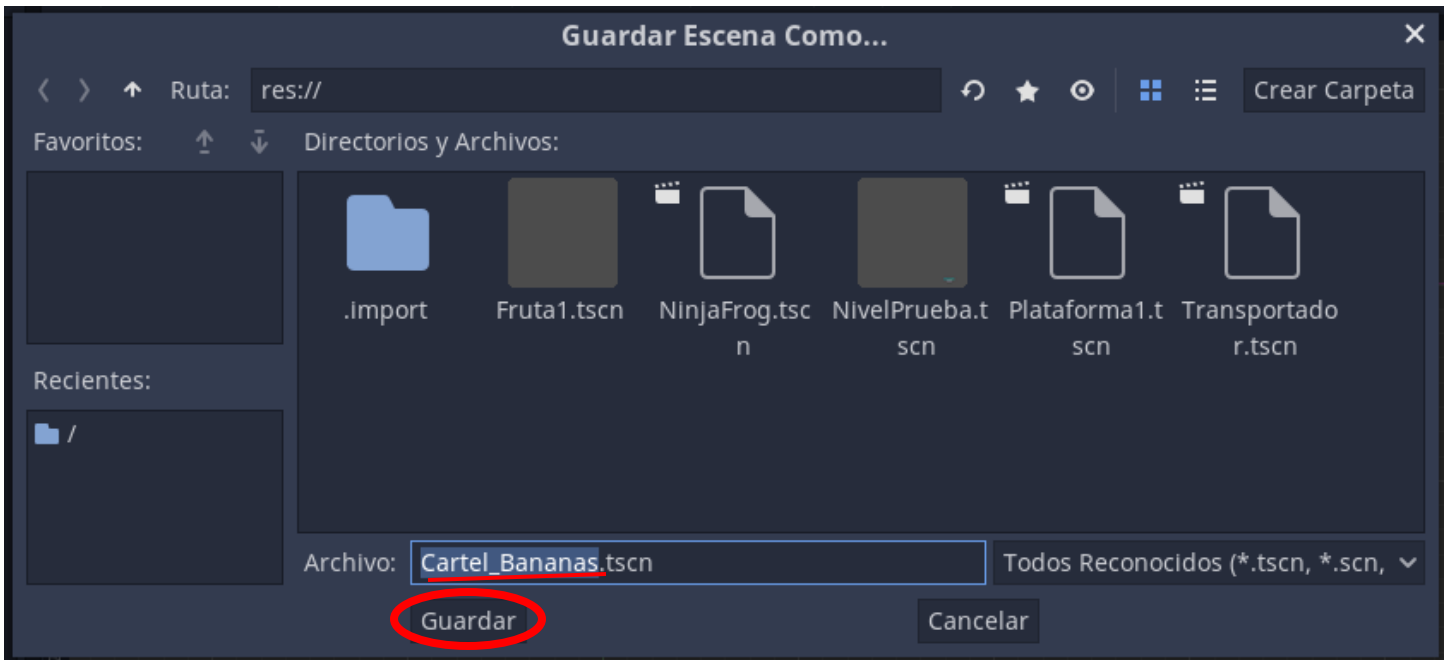 Guardar Escena Como...
Ruta: res:// Crear Carpeta
Favoritos: Directorios y Archivos:
.import Fruta1.tscn NinjaFrog.tsc NivelPrueba.t Plataforma1.t Transportado
n scn scn r.tscn
Recientes:
/
Archivo: Cartel_Bananas.tscn Todos Reconocidos (*.tscn, *.scn,
Guardar Cancelar